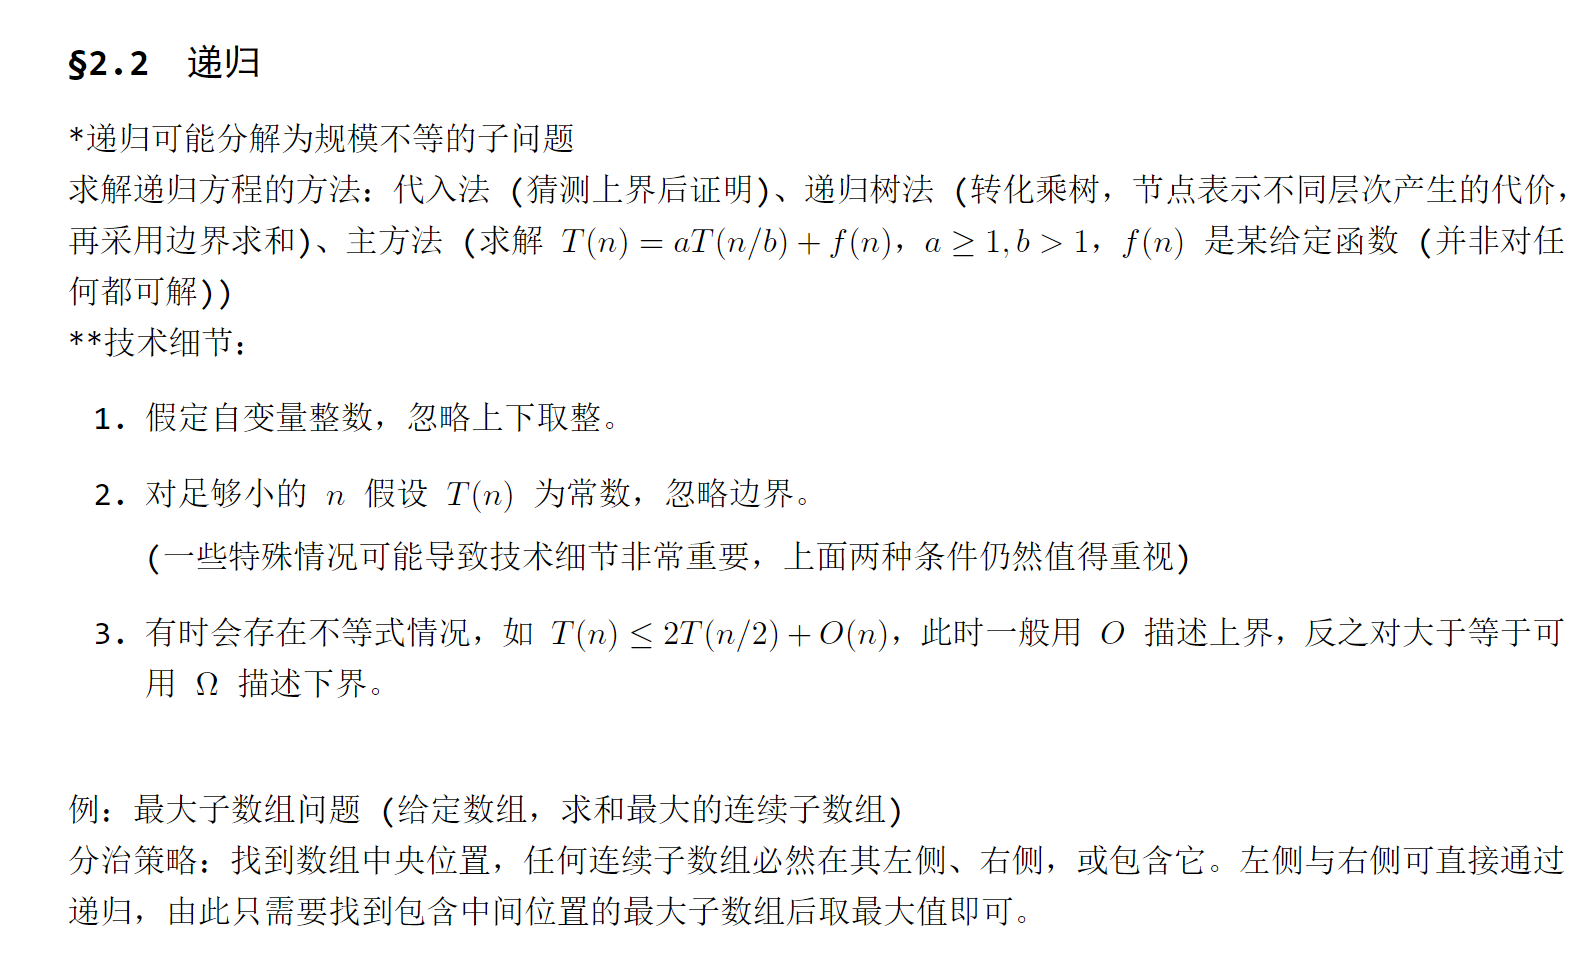 §2.2 递归
*递归可能分解为规模不等的子问题
求解递归方程的方法：代入法 (猜测上界后证明)、递归树法 (转化乘树，节点表示不同层次产生的代价，
再采用边界求和)、主方法 (求解 T(n) = aT(n/b) + f(n)，a ≥ 1, b > 1，f(n) 是某给定函数 (并非对任
何都可解))
**技术细节：
1. 假定自变量整数，忽略上下取整。
2. 对足够小的 n 假设 T(n) 为常数，忽略边界。
(一些特殊情况可能导致技术细节非常重要，上面两种条件仍然值得重视)
3. 有时会存在不等式情况，如 T(n) ≤ 2T(n/2) + O(n)，此时一般用 O 描述上界，反之对大于等于可
用 Ω 描述下界。
例：最大子数组问题 (给定数组，求和最大的连续子数组)
分治策略：找到数组中央位置，任何连续子数组必然在其左侧、右侧，或包含它。左侧与右侧可直接通过
递归，由此只需要找到包含中间位置的最大子数组后取最大值即可。